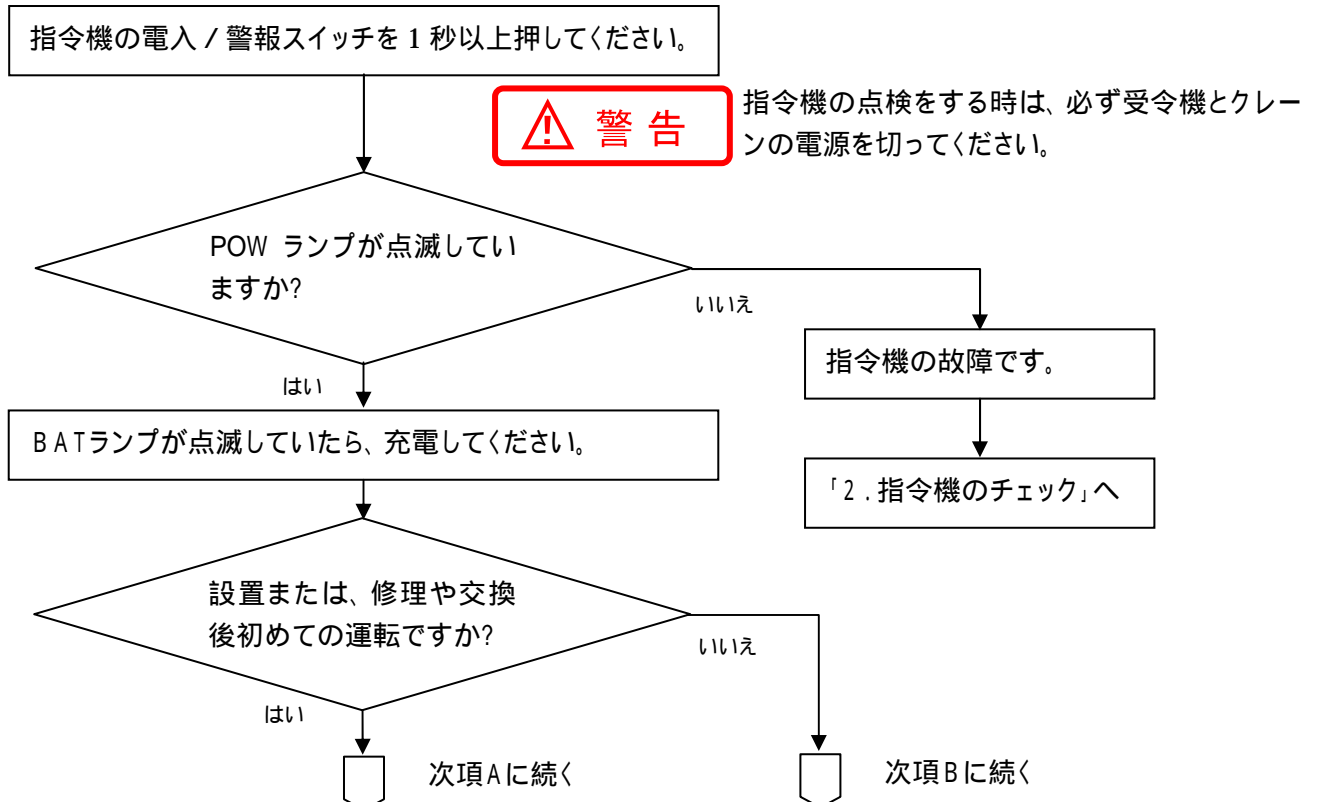 指令機の電入／警報スイッチを1秒以上押してください。
警告
指令機の点検をする時は、必ず受令機とクレー
ンの電源を切ってください。
POW ランプが点滅してい
ますか?
いいえ
指令機の故障です。
はい
BATランプが点滅していたら、充電してください。
「2.指令機のチェック」へ
設置または、修理や交換
後初めての運転ですか?
いいえ
はい
次項Aに続く
次項Bに続く